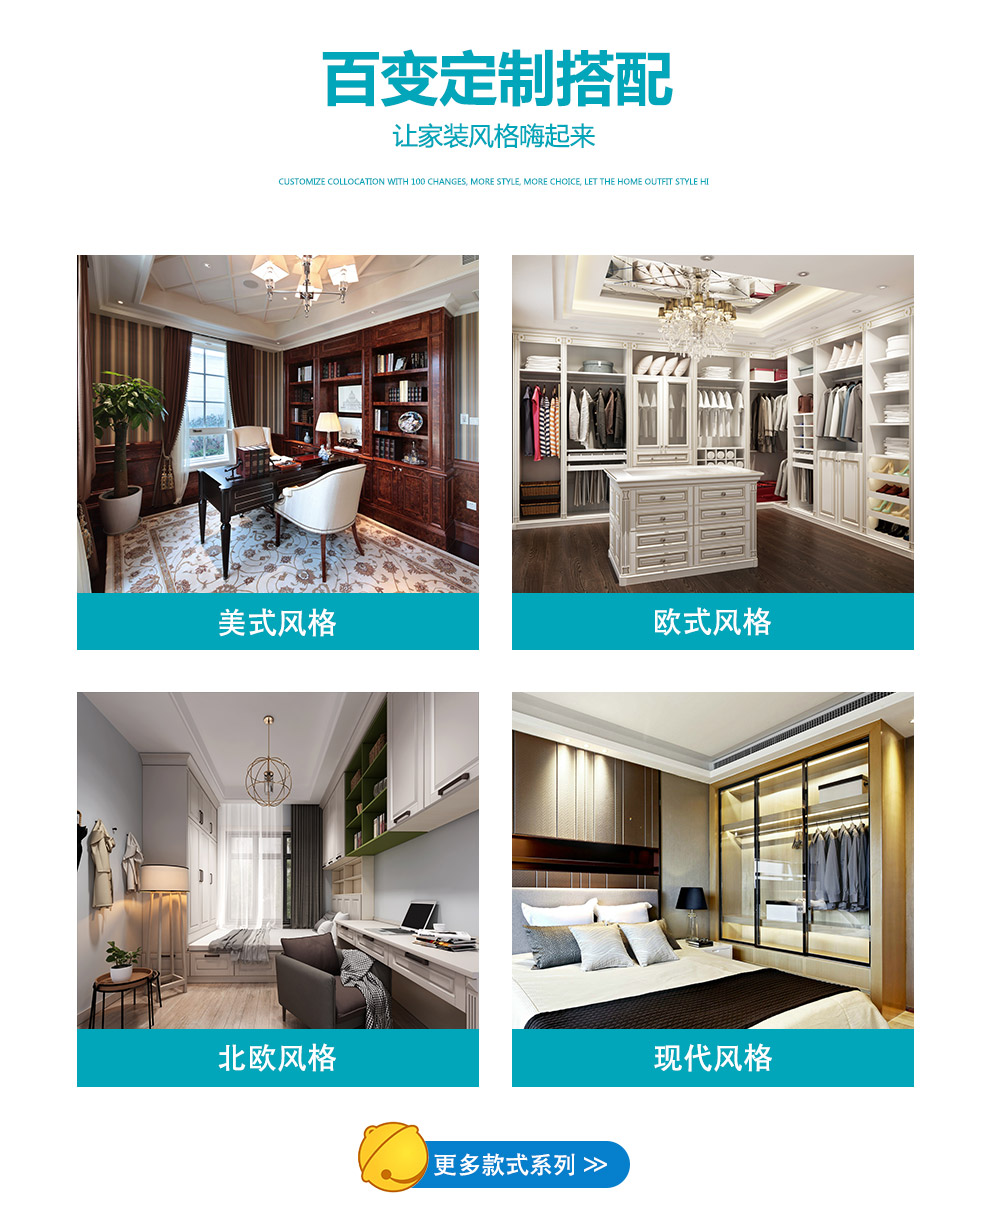 百变定制搭配
让家装风格嗨起来
CUSTOMIZE COLLOCATION WITH 100 CHANGES, MORE STYLE, MORE CHOICE, LET THE HOME OUTFIT STYLE HI
美式风格
欧式风格
北欧风格
现代风格
更多款式系列 >>